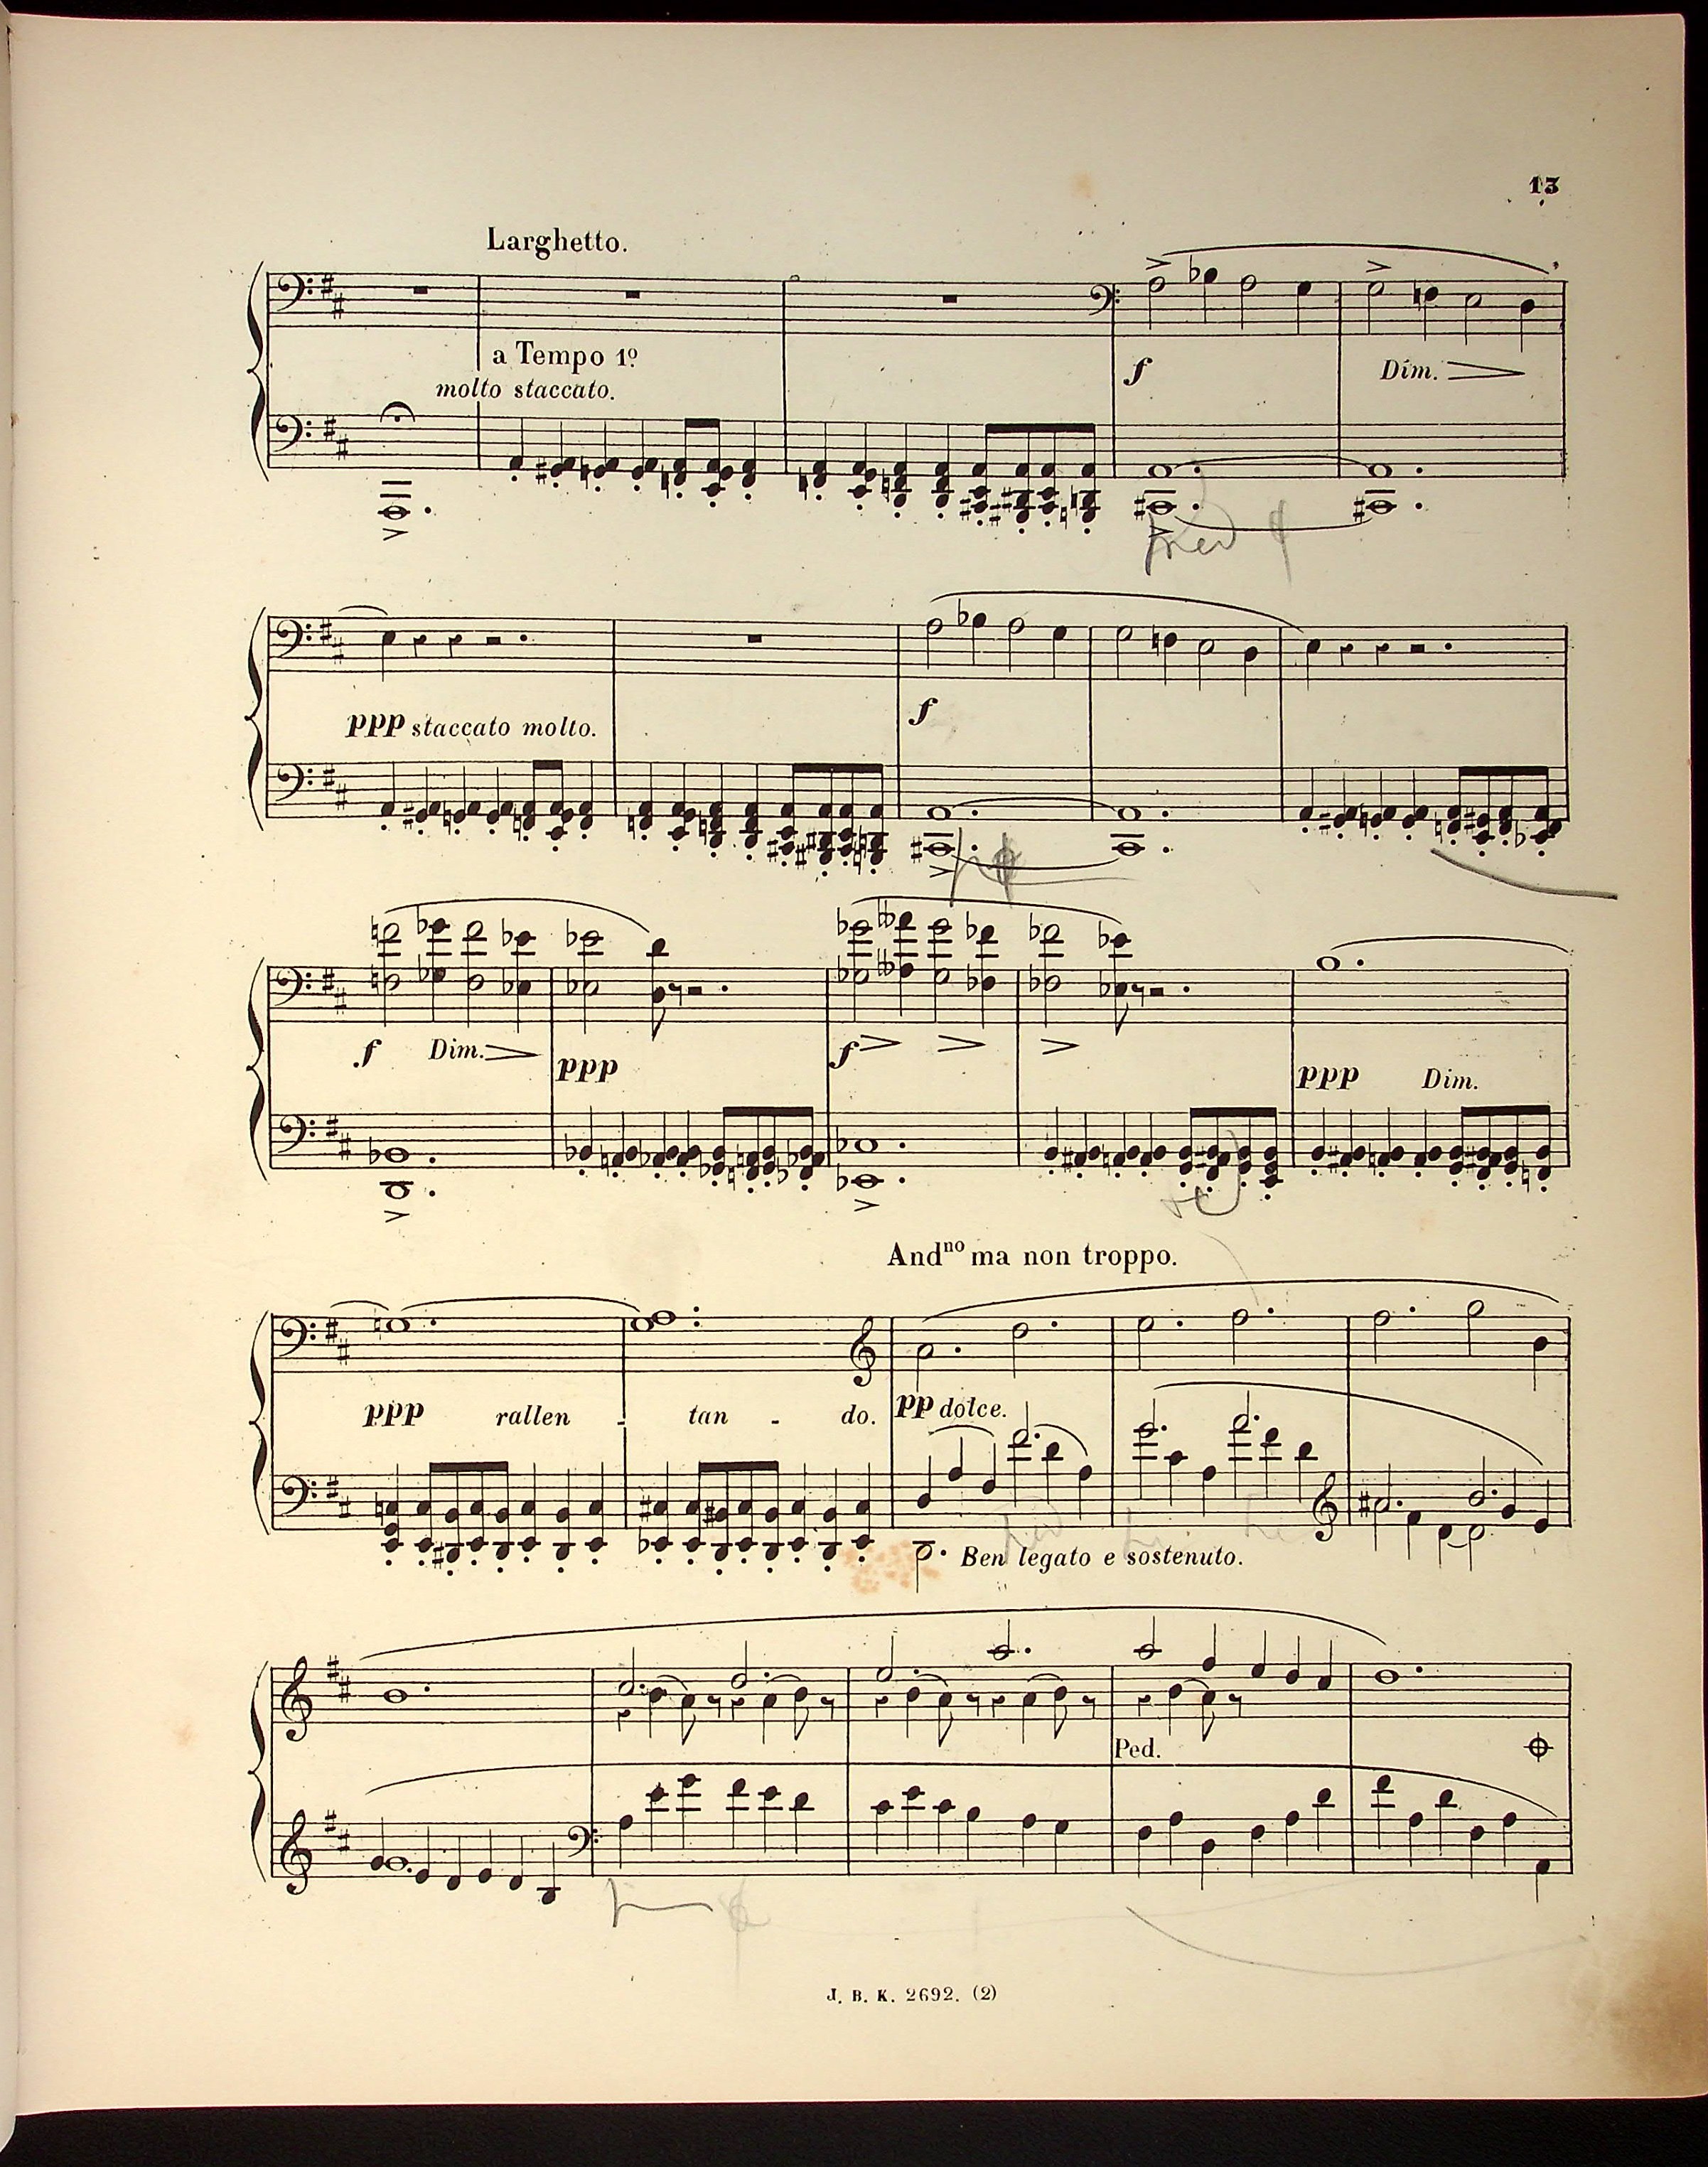 13
Larghetto.
a Tempo 1º
molto staccato.
f Dim.
ppp staccato molto.
f
f Dim. ppp f ppp Dim.
And^no ma non troppo.
ppp rallen - tan - do. pp dolce.
Ben legato e sostenuto.
Ped.
J. B. K. 2692. (2)